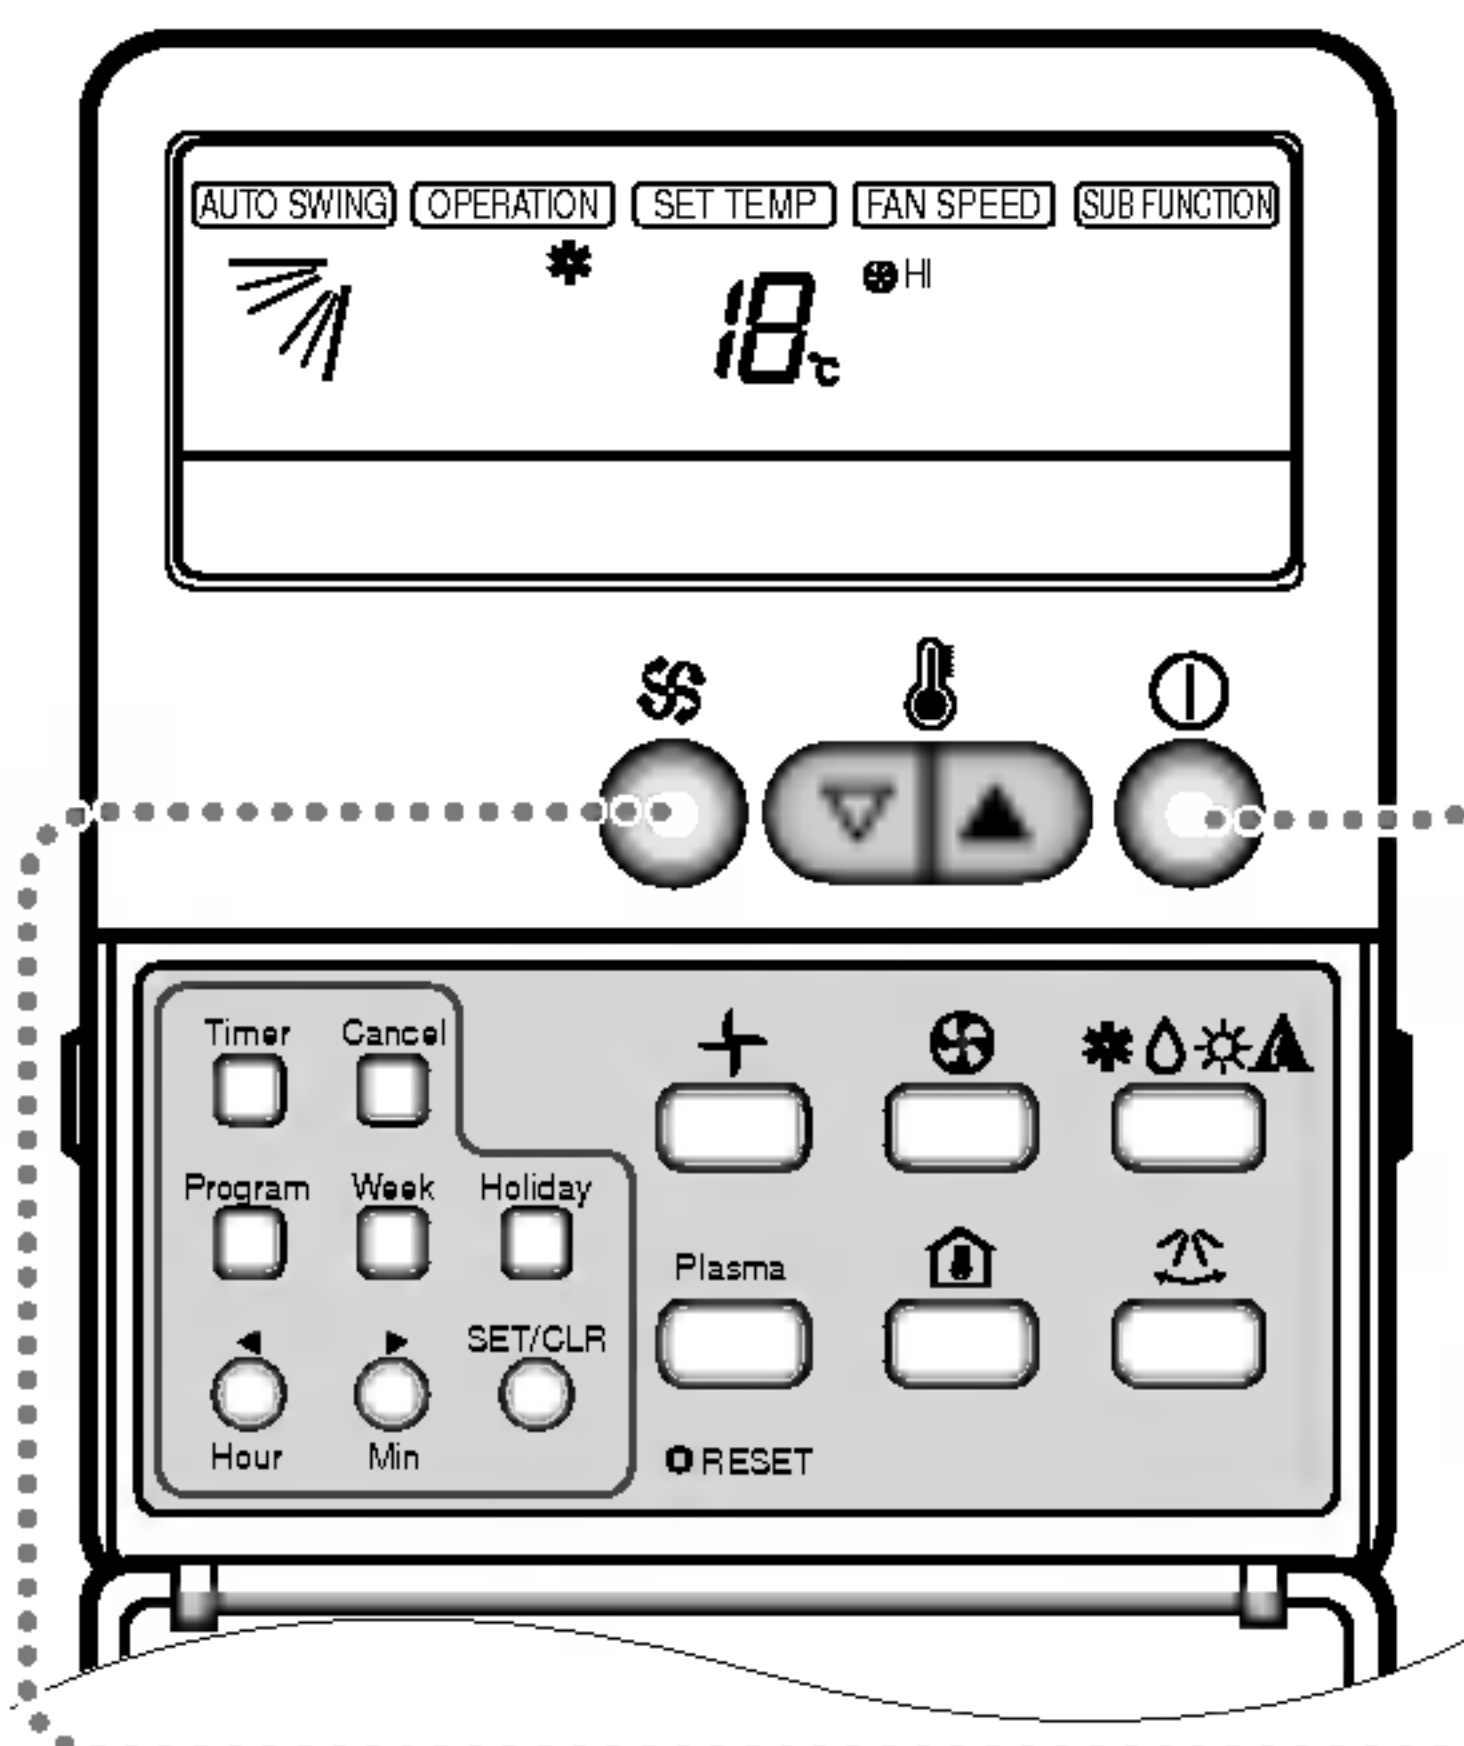 AUTO SWING OPERATION SET TEMP FAN SPEED SUB FUNCTION
HI
18°C
Timer Cancel
Program Week Holiday
Plasma
SET/CLR
Hour Min
RESET